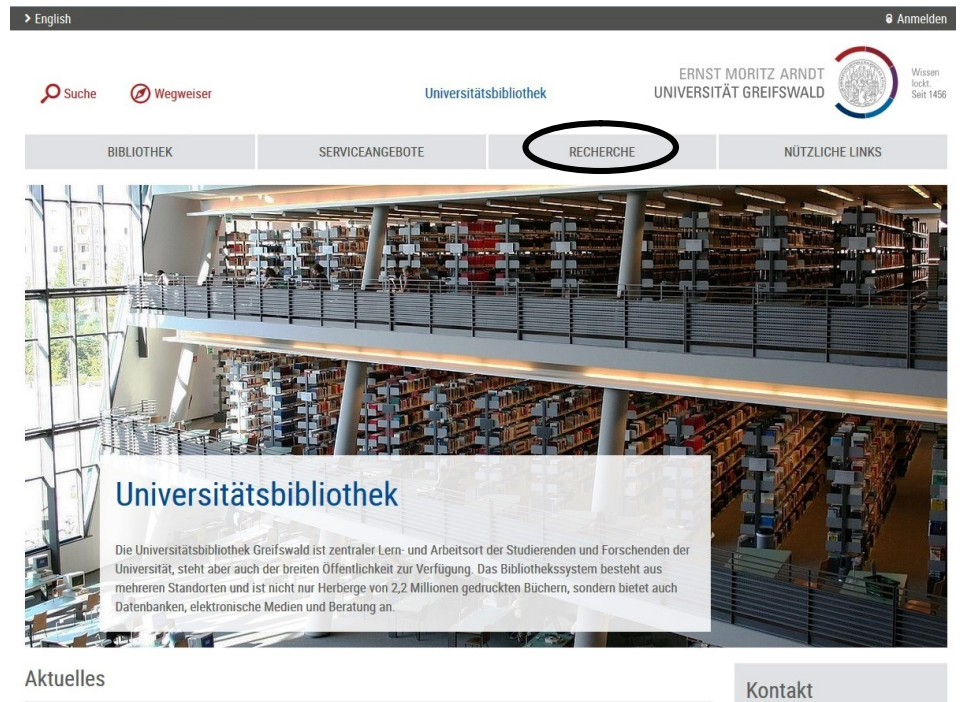 > English
Anmelden
Suche
Wegweiser
Universitätsbibliothek
ERNST MORITZ ARNDT
UNIVERSITÄT GREIFSWALD
Wissen
lockt.
Seit 1456
BIBLIOTHEK
SERVICEANGEBOTE
RECHERCHE
NÜTZLICHE LINKS
Universitätsbibliothek
Die Universitätsbibliothek Greifswald ist zentraler Lern- und Arbeitsort der Studierenden und Forschenden der
Universität, steht aber auch der breiten Öffentlichkeit zur Verfügung. Das Bibliothekssystem besteht aus
mehreren Standorten und ist nicht nur Herberge von 2,2 Millionen gedruckten Büchern, sondern bietet auch
Datenbanken, elektronische Medien und Beratung an.
Aktuelles
Kontakt